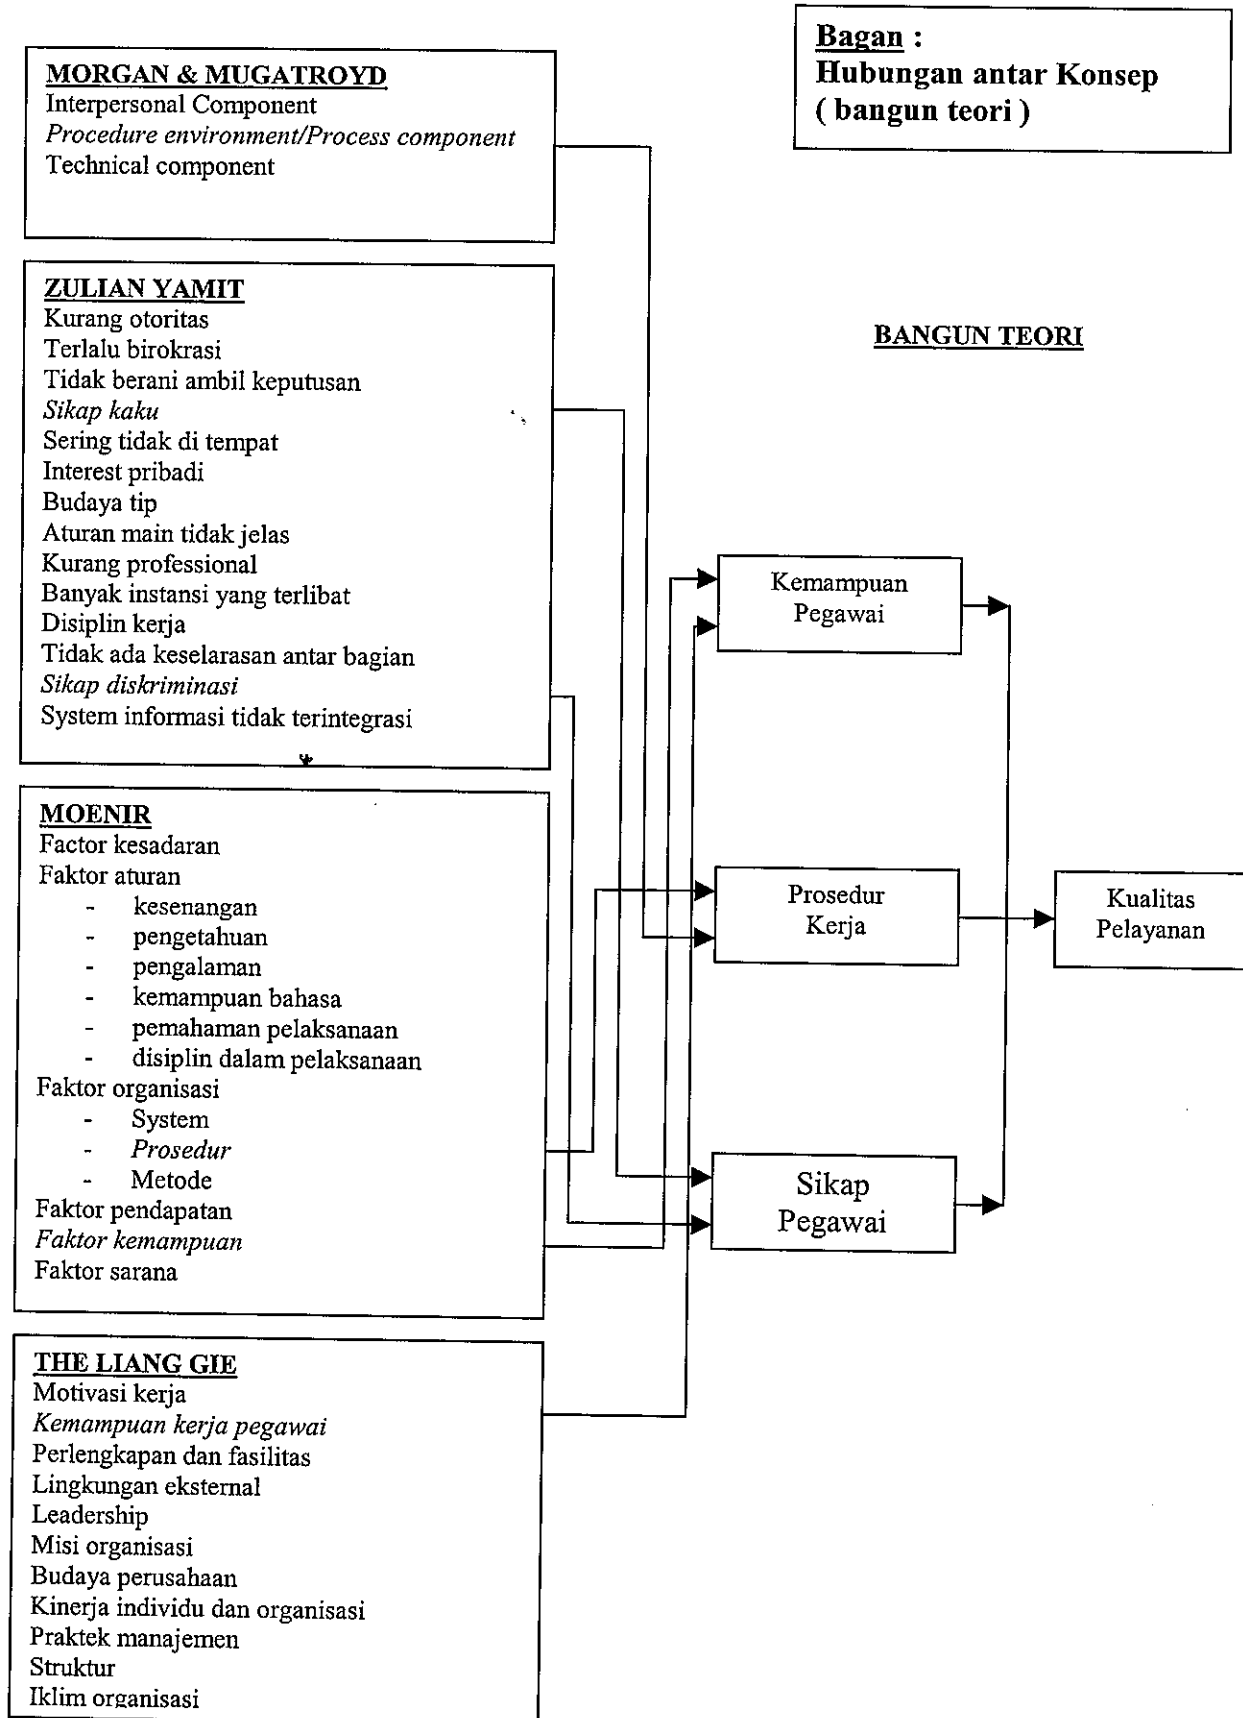 Bagan :
Hubungan antar Konsep
( bangun teori )
MORGAN & MUGATROYD
Interpersonal Component
Procedure environment/Process component
Technical component
ZULIAN YAMIT
Kurang otoritas
Terlalu birokrasi
Tidak berani ambil keputusan
Sikap kaku
Sering tidak di tempat
Interest pribadi
Budaya tip
Aturan main tidak jelas
Kurang professional
Banyak instansi yang terlibat
Disiplin kerja
Tidak ada keselarasan antar bagian
Sikap diskriminasi
System informasi tidak terintegrasi
MOENIR
Factor kesadaran
Faktor aturan
- kesenangan
- pengetahuan
- pengalaman
- kemampuan bahasa
- pemahaman pelaksanaan
- disiplin dalam pelaksanaan
Faktor organisasi
- System
- Prosedur
- Metode
Faktor pendapatan
Faktor kemampuan
Faktor sarana
THE LIANG GIE
Motivasi kerja
Kemampuan kerja pegawai
Perlengkapan dan fasilitas
Lingkungan eksternal
Leadership
Misi organisasi
Budaya perusahaan
Kinerja individu dan organisasi
Praktek manajemen
Struktur
Iklim organisasi
BANGUN TEORI
Kemampuan
Pegawai
Prosedur
Kerja
Sikap
Pegawai
Kualitas
Pelayanan